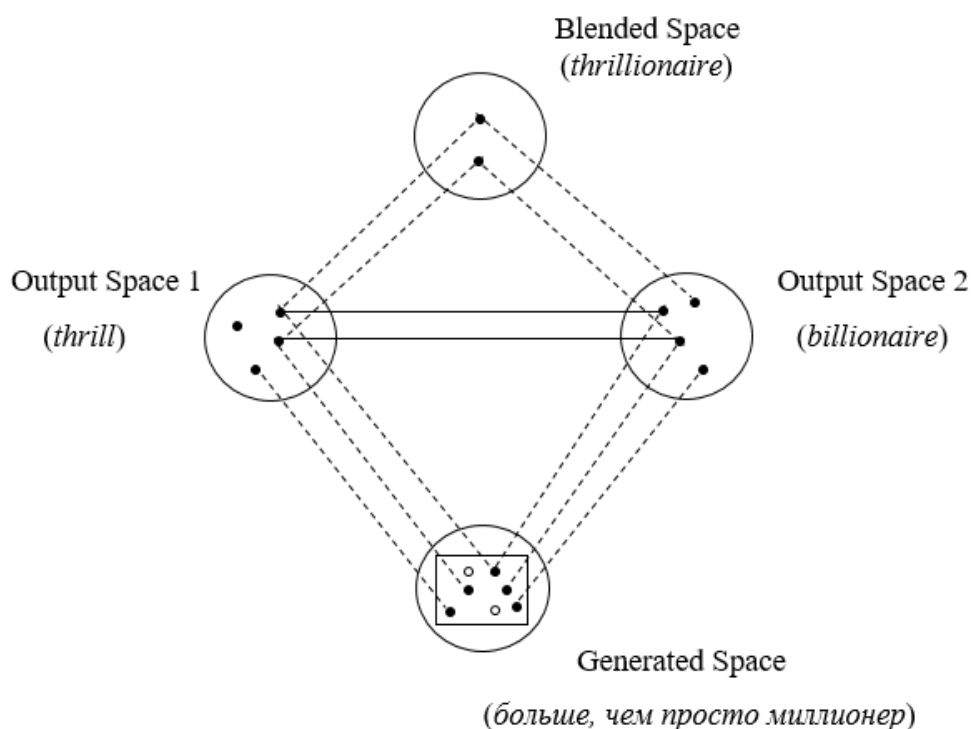 Blended Space
(thrillionaire)
Output Space 1
(thrill)
Output Space 2
(billionaire)
Generated Space
(больше, чем просто миллионер)